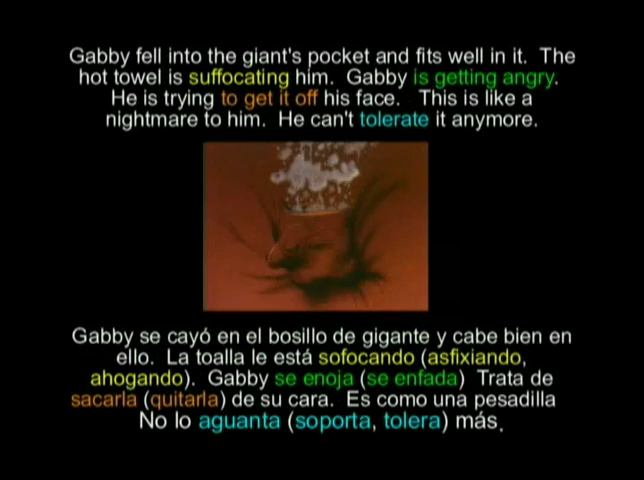 Gabby fell into the giant's pocket and fits well in it. The
hot towel is suffocating him. Gabby is getting angry.
He is trying to get it off his face. This is like a
nightmare to him. He can't tolerate it anymore.
Gabby se cayó en el bosillo de gigante y cabe bien en
ello. La toalla le está sofocando (asfixiando,
ahogando). Gabby se enoja (se enfada) Trata de
sacarla (quitarla) de su cara. Es como una pesadilla
No lo aguanta (soporta, tolera) más.